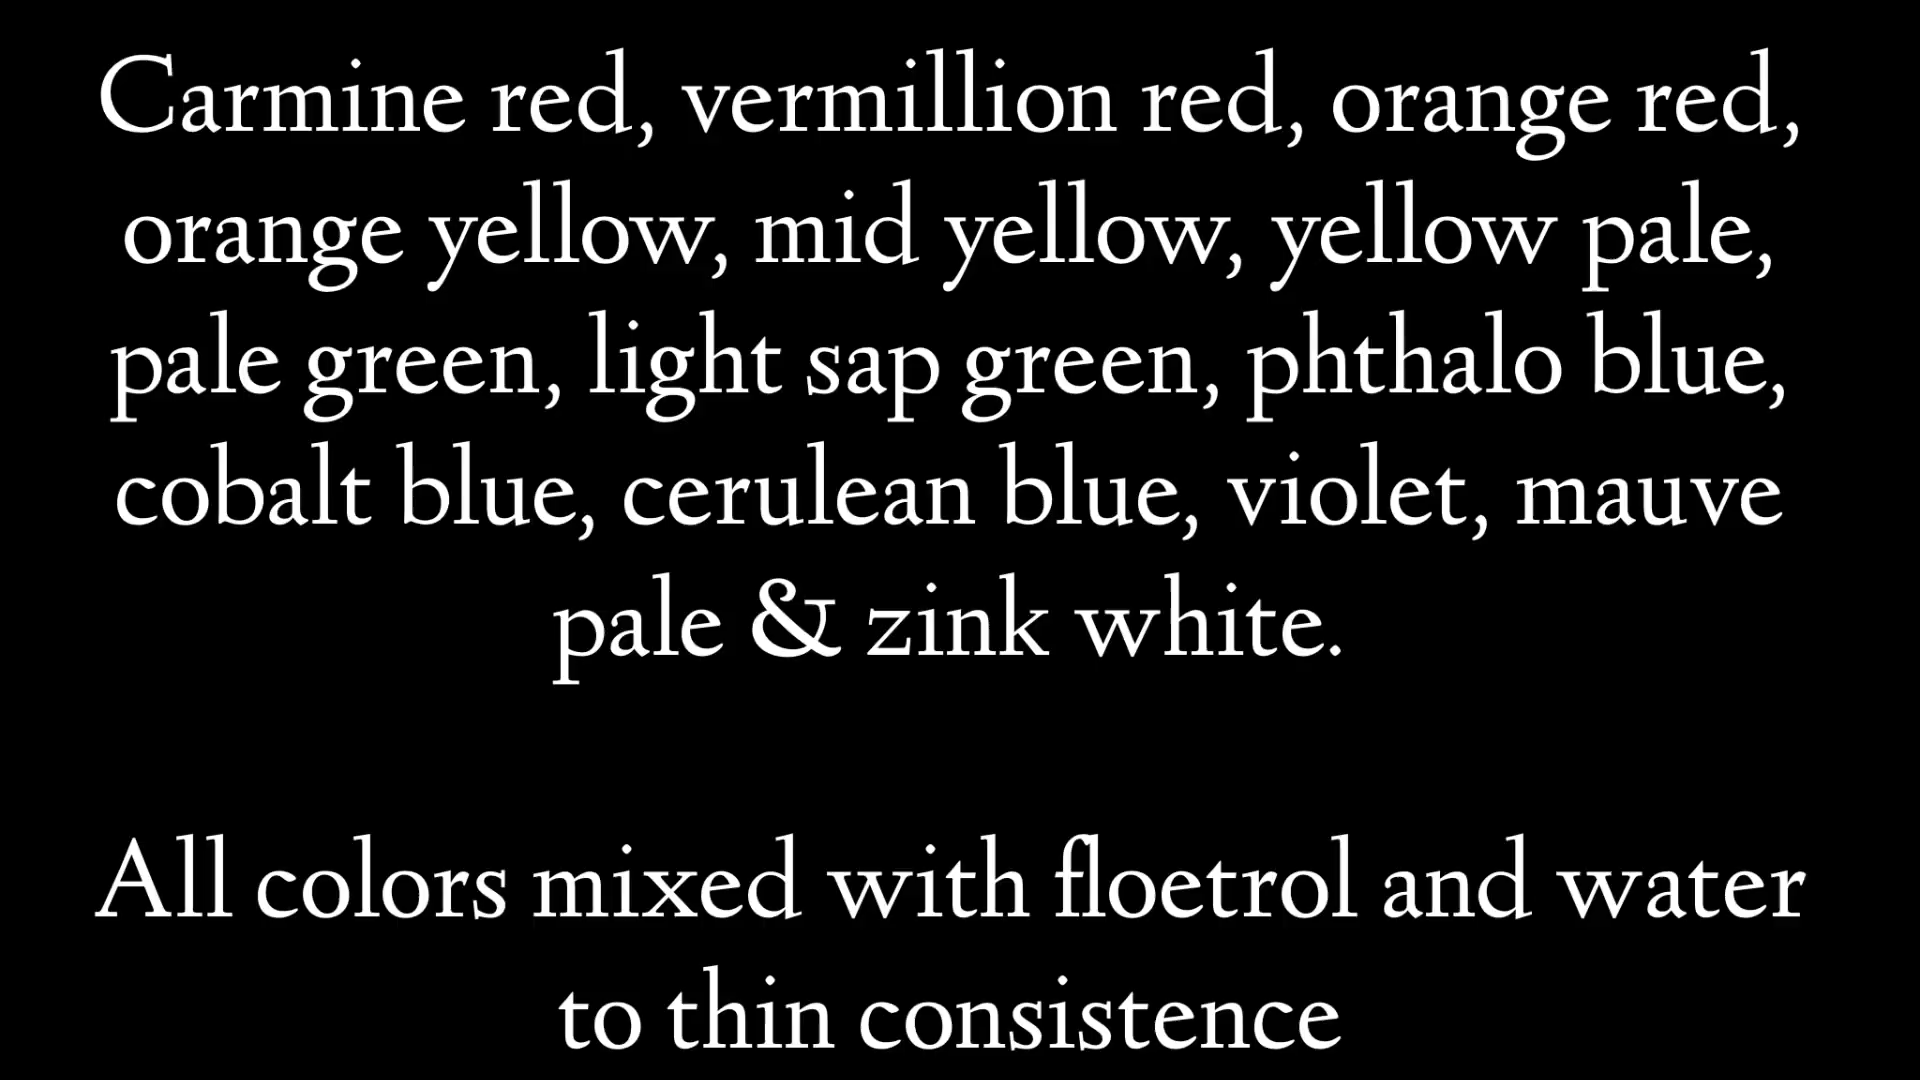 Carmine red, vermillion red, orange red,
orange yellow, mid yellow, yellow pale,
pale green, light sap green, phthalo blue,
cobalt blue, cerulean blue, violet, mauve
pale & zink white.
All colors mixed with floetrol and water
to thin consistence